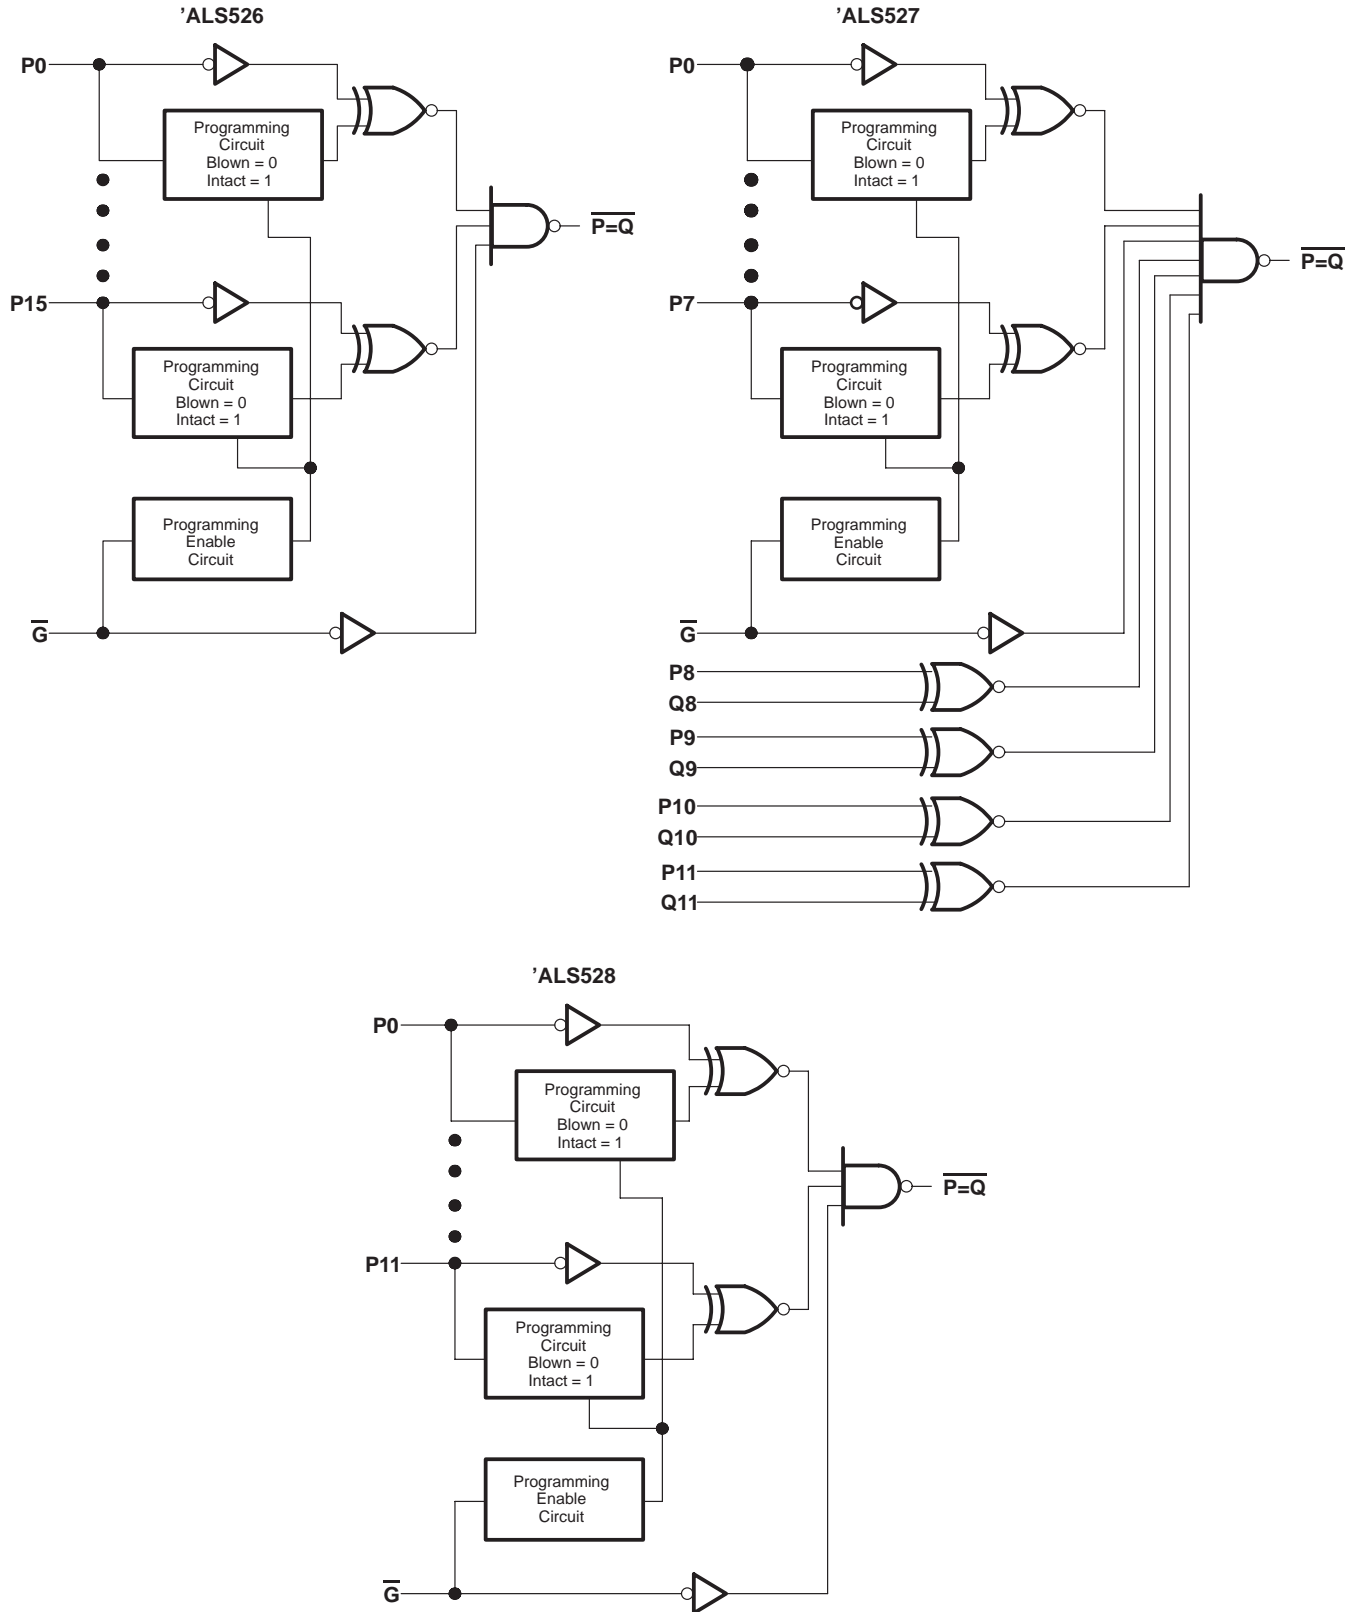 ’ALS526
P0
Programming
Circuit
Blown = 0
Intact = 1
P=Q
P15
Programming
Circuit
Blown = 0
Intact = 1
Programming
Enable
Circuit
G
’ALS527
P0
Programming
Circuit
Blown = 0
Intact = 1
P=Q
P7
Programming
Circuit
Blown = 0
Intact = 1
Programming
Enable
Circuit
G
P8
Q8
P9
Q9
P10
Q10
P11
Q11
’ALS528
P0
Programming
Circuit
Blown = 0
Intact = 1
P=Q
P11
Programming
Circuit
Blown = 0
Intact = 1
Programming
Enable
Circuit
G